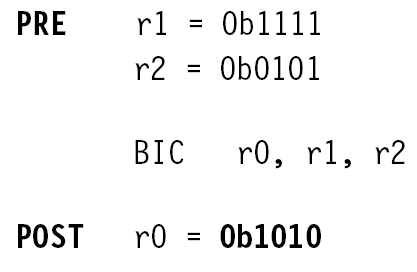 PRE r1 = 0b1111
r2 = 0b0101
BIC r0, r1, r2
POST r0 = 0b1010